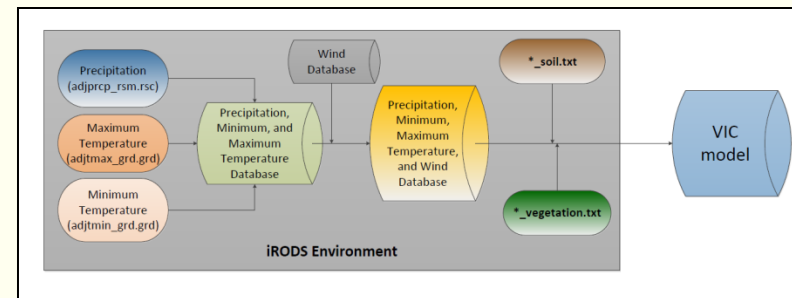 Precipitation
(adjprcp_rsm.rsc)
Maximum
Temperature
(adjtmax_grd.grd)
Minimum
Temperature
(adjtmin_grd.grd)
Precipitation,
Minimum, and
Maximum
Temperature
Database
Wind
Database
Precipitation,
Minimum,
Maximum
Temperature,
and Wind
Database
*_soil.txt
*_vegetation.txt
VIC
model
iRODS Environment